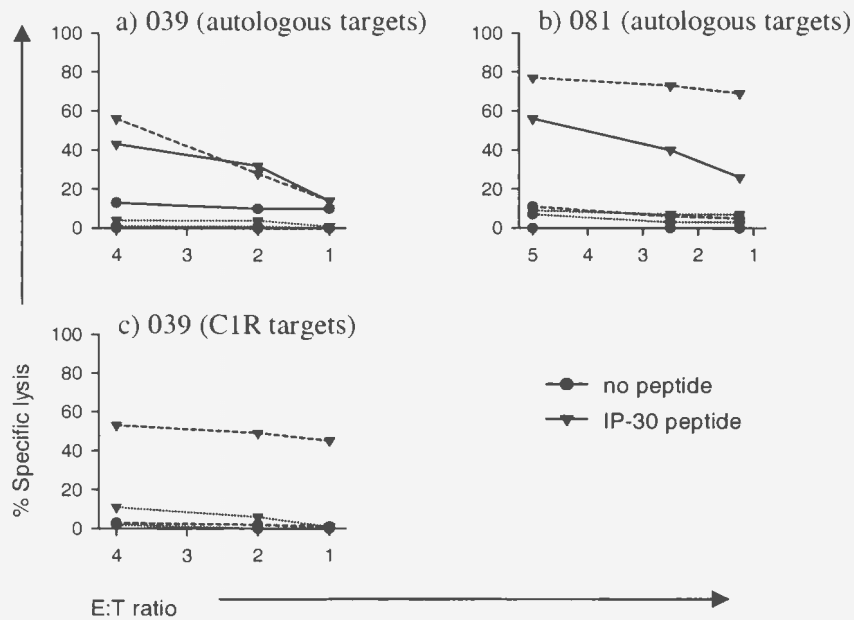 a) 039 (autologous targets)
100
80
60
40
20
0
4 3 2 1
b) 081 (autologous targets)
100
80
60
40
20
0
5 4 3 2 1
c) 039 (C1R targets)
100
80
60
40
20
0
4 3 2 1
no peptide
IP-30 peptide
% Specific lysis
E:T ratio